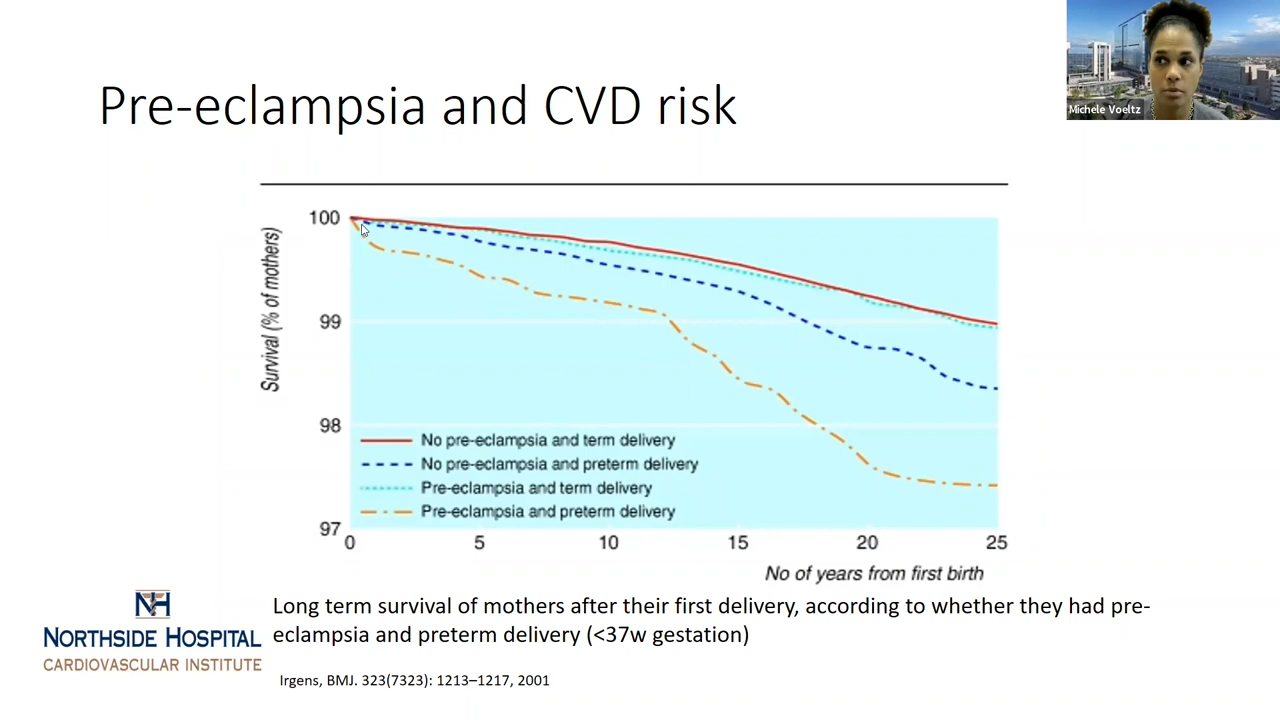 Michele Voeltz
Pre-eclampsia and CVD risk
Survival (% of mothers)
100
99
98
97
No pre-eclampsia and term delivery
No pre-eclampsia and preterm delivery
Pre-eclampsia and term delivery
Pre-eclampsia and preterm delivery
0 5 10 15 20 25
No of years from first birth
Long term survival of mothers after their first delivery, according to whether they had pre-
eclampsia and preterm delivery (<37w gestation)
NH
NORTHSIDE HOSPITAL
CARDIOVASCULAR INSTITUTE
Irgens, BMJ. 323(7323): 1213–1217, 2001